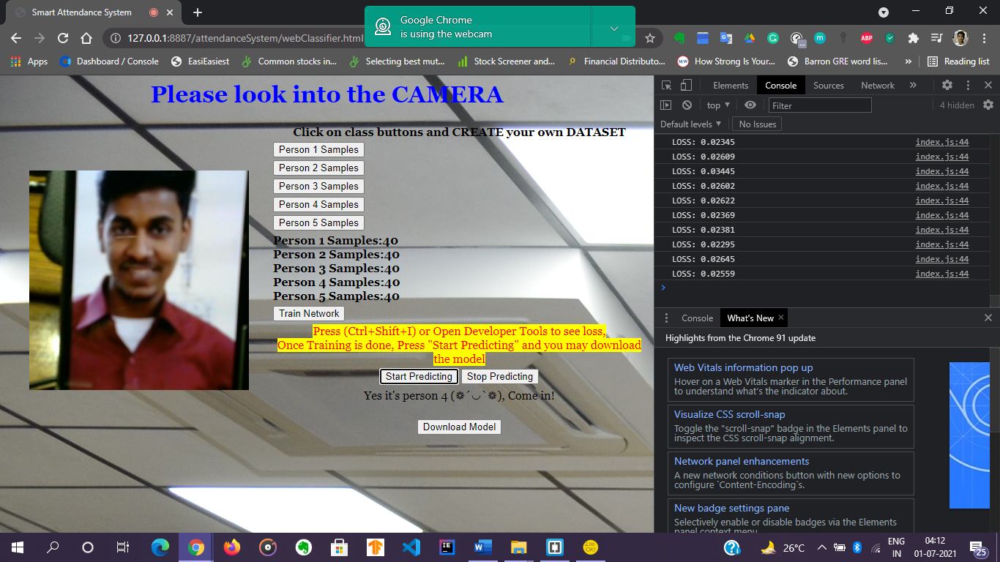 Smart Attendance System
Google Chrome
is using the webcam
127.0.0.1:8887/attendanceSystem/webClassifier.html
ABP
Apps
Dashboard / Console
EasiEasiest
Common stocks in...
Selecting best mut...
Stock Screener and...
Financial Distributo...
M-W
How Strong Is Your...
Barron GRE word lis...
»
Reading list
Please look into the CAMERA
Click on class buttons and CREATE your own DATASET
Person 1 Samples
Person 2 Samples
Person 3 Samples
Person 4 Samples
Person 5 Samples
Person 1 Samples:40
Person 2 Samples:40
Person 3 Samples:40
Person 4 Samples:40
Person 5 Samples:40
Train Network
Press (Ctrl+Shift+I) or Open Developer Tools to see loss,
Once Training is done, Press "Start Predicting" and you may download
the model
Start Predicting Stop Predicting
Yes it's person 4 (❁´◡`❁), Come in!
Download Model
Elements Console Sources Network »
top Filter 4 hidden
Default levels No Issues
LOSS: 0.02345 index.js:44
LOSS: 0.02609 index.js:44
LOSS: 0.03445 index.js:44
LOSS: 0.02602 index.js:44
LOSS: 0.02622 index.js:44
LOSS: 0.02369 index.js:44
LOSS: 0.02381 index.js:44
LOSS: 0.02295 index.js:44
LOSS: 0.02645 index.js:44
LOSS: 0.02559 index.js:44
Console What's New
Highlights from the Chrome 91 update
Web Vitals information pop up
Hover on a Web Vitals marker in the Performance panel
to understand what's the indicator about.
Visualize CSS scroll-snap
Toggle the "scroll-snap" badge in the Elements panel to
inspect the CSS scroll-snap alignment.
Network panel enhancements
A new network conditions button with new options to
configure `Content-Encoding`s.
New badge settings pane
Selectively enable or disable badges via the Elements
panel context menu.
26°C
ENG
IN
04:12
01-07-2021
25